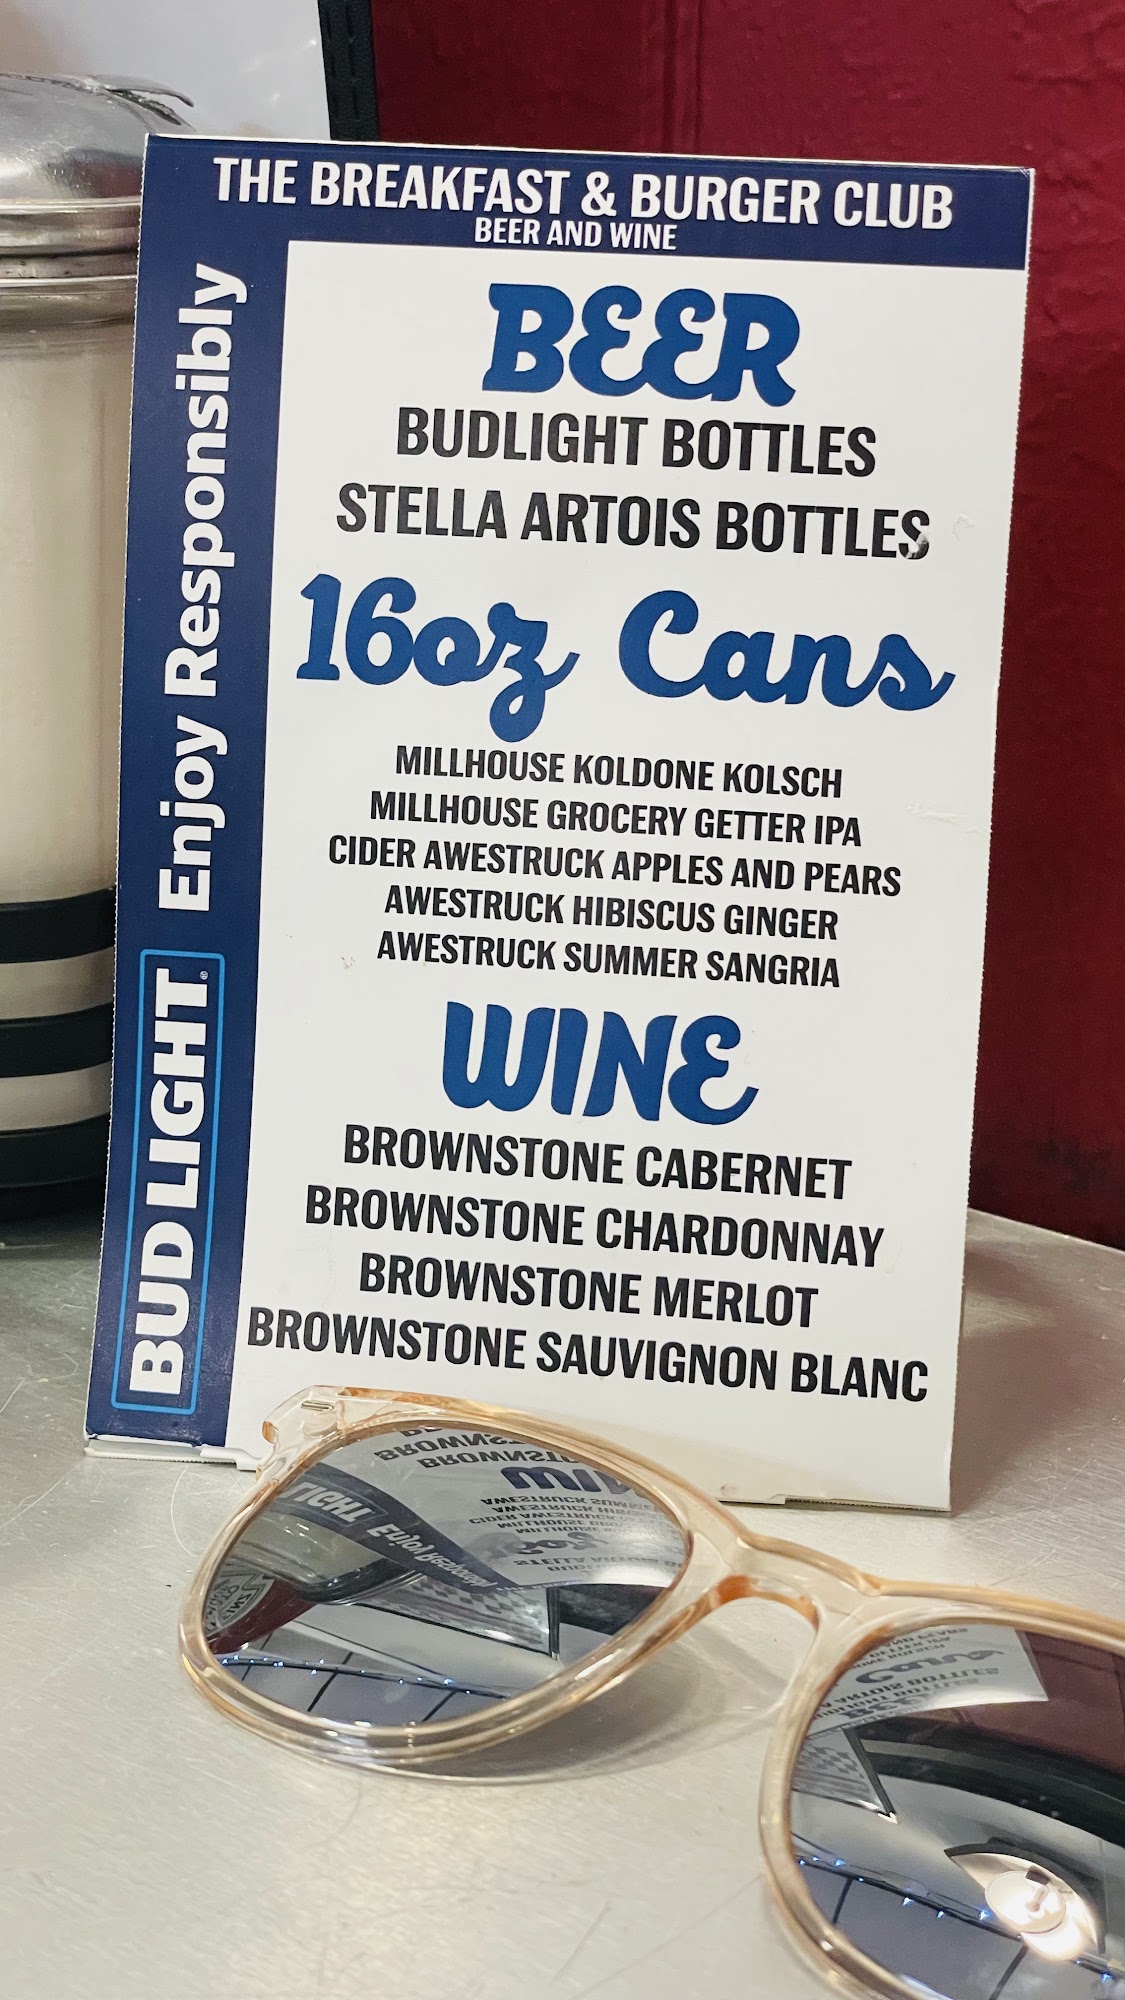 THE BREAKFAST & BURGER CLUB
BEER AND WINE
Enjoy Responsibly
BUD LIGHT
BEER
BUDLIGHT BOTTLES
STELLA ARTOIS BOTTLES
16oz Cans
MILLHOUSE KOLDONE KOLSCH
MILLHOUSE GROCERY GETTER IPA
CIDER AWESTRUCK APPLES AND PEARS
AWESTRUCK HIBISCUS GINGER
AWESTRUCK SUMMER SANGRIA
WINE
BROWNSTONE CABERNET
BROWNSTONE CHARDONNAY
BROWNSTONE MERLOT
BROWNSTONE SAUVIGNON BLANC